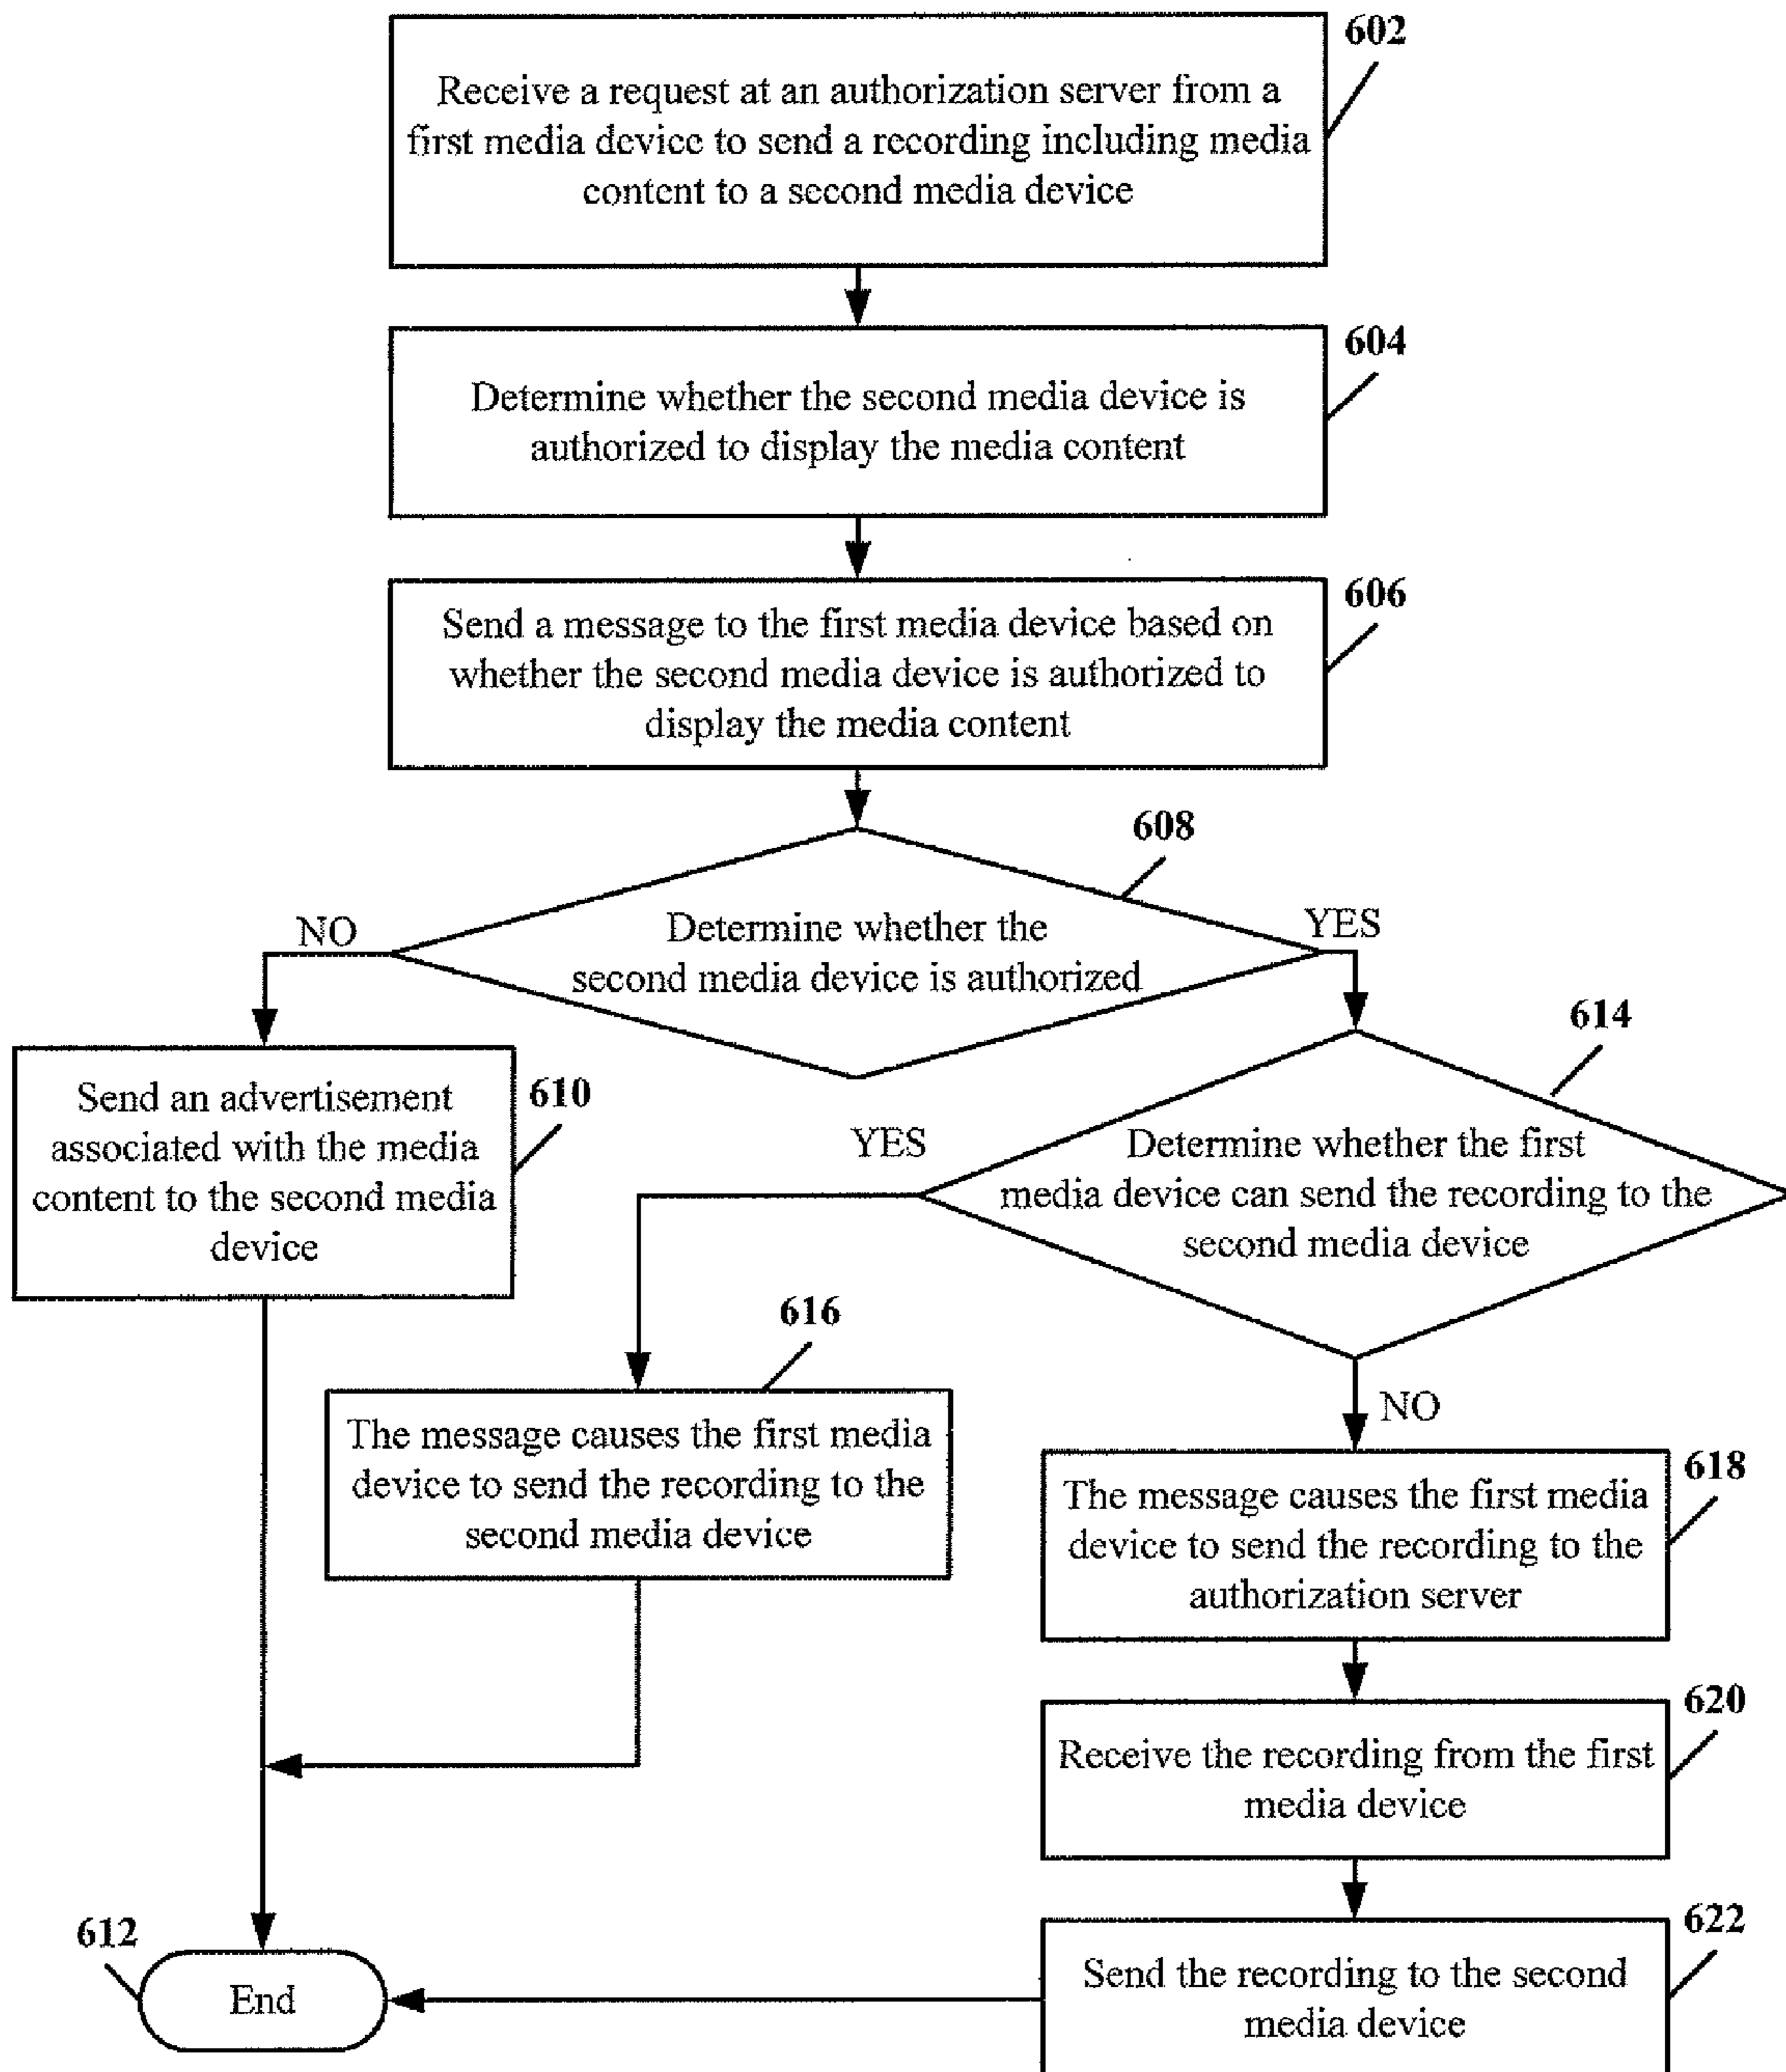 602
Receive a request at an authorization server from a
first media device to send a recording including media
content to a second media device
604
Determine whether the second media device is
authorized to display the media content
606
Send a message to the first media device based on
whether the second media device is authorized to
display the media content
608
Determine whether the
second media device is authorized
NO
YES
610
Send an advertisement
associated with the media
content to the second media
device
614
Determine whether the first
media device can send the recording to the
second media device
YES
NO
616
The message causes the first media
device to send the recording to the
second media device
618
The message causes the first media
device to send the recording to the
authorization server
620
Receive the recording from the first
media device
622
Send the recording to the second
media device
612
End